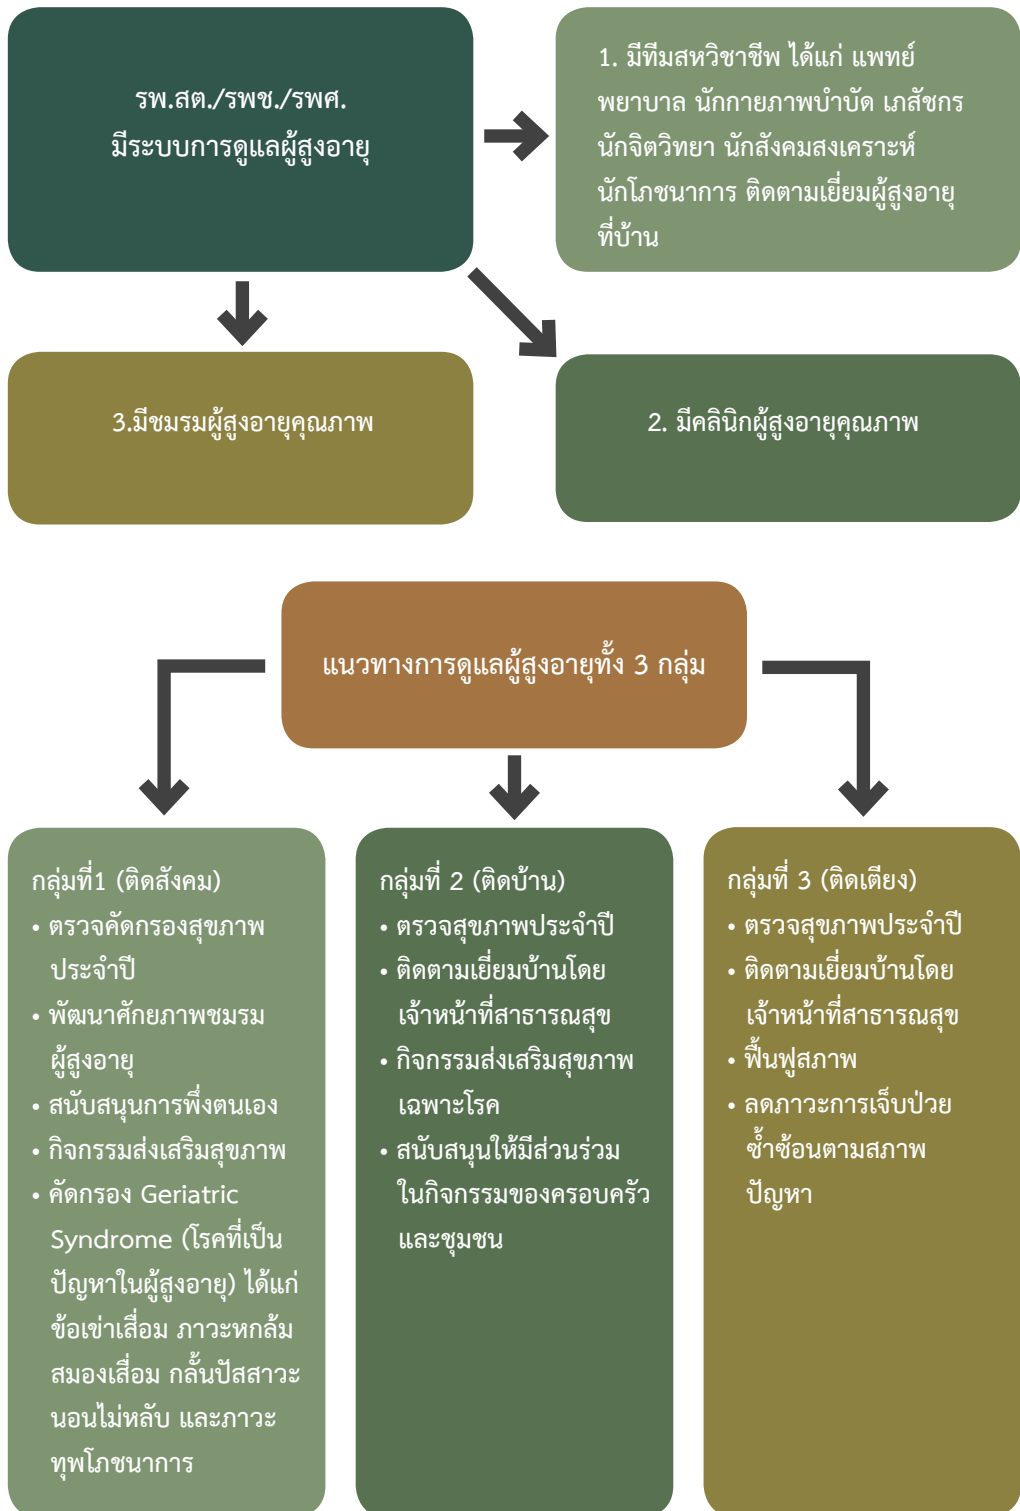 รพ.สต./รพช./รพศ.
มีระบบการดูแลผู้สูงอายุ
1. มีทีมสหวิชาชีพ ได้แก่ แพทย์
พยาบาล นักกายภาพบำบัด เภสัชกร
นักจิตวิทยา นักสังคมสงเคราะห์
นักโภชนาการ ติดตามเยี่ยมผู้สูงอายุ
ที่บ้าน
3.มีชมรมผู้สูงอายุคุณภาพ
2. มีคลินิกผู้สูงอายุคุณภาพ
แนวทางการดูแลผู้สูงอายุทั้ง 3 กลุ่ม
กลุ่มที่1 (ติดสังคม)
• ตรวจคัดกรองสุขภาพ
ประจำปี
• พัฒนาศักยภาพชมรม
ผู้สูงอายุ
• สนับสนุนการพึ่งตนเอง
• กิจกรรมส่งเสริมสุขภาพ
• คัดกรอง Geriatric
Syndrome (โรคที่เป็น
ปัญหาในผู้สูงอายุ) ได้แก่
ข้อเข่าเสื่อม ภาวะหกล้ม
สมองเสื่อม กลั้นปัสสาวะ
นอนไม่หลับ และภาวะ
ทุพโภชนาการ
กลุ่มที่ 2 (ติดบ้าน)
• ตรวจสุขภาพประจำปี
• ติดตามเยี่ยมบ้านโดย
เจ้าหน้าที่สาธารณสุข
• กิจกรรมส่งเสริมสุขภาพ
เฉพาะโรค
• สนับสนุนให้มีส่วนร่วม
ในกิจกรรมของครอบครัว
และชุมชน
กลุ่มที่ 3 (ติดเตียง)
• ตรวจสุขภาพประจำปี
• ติดตามเยี่ยมบ้านโดย
เจ้าหน้าที่สาธารณสุข
• ฟื้นฟูสภาพ
• ลดภาวะการเจ็บป่วย
ซ้ำซ้อนตามสภาพ
ปัญหา